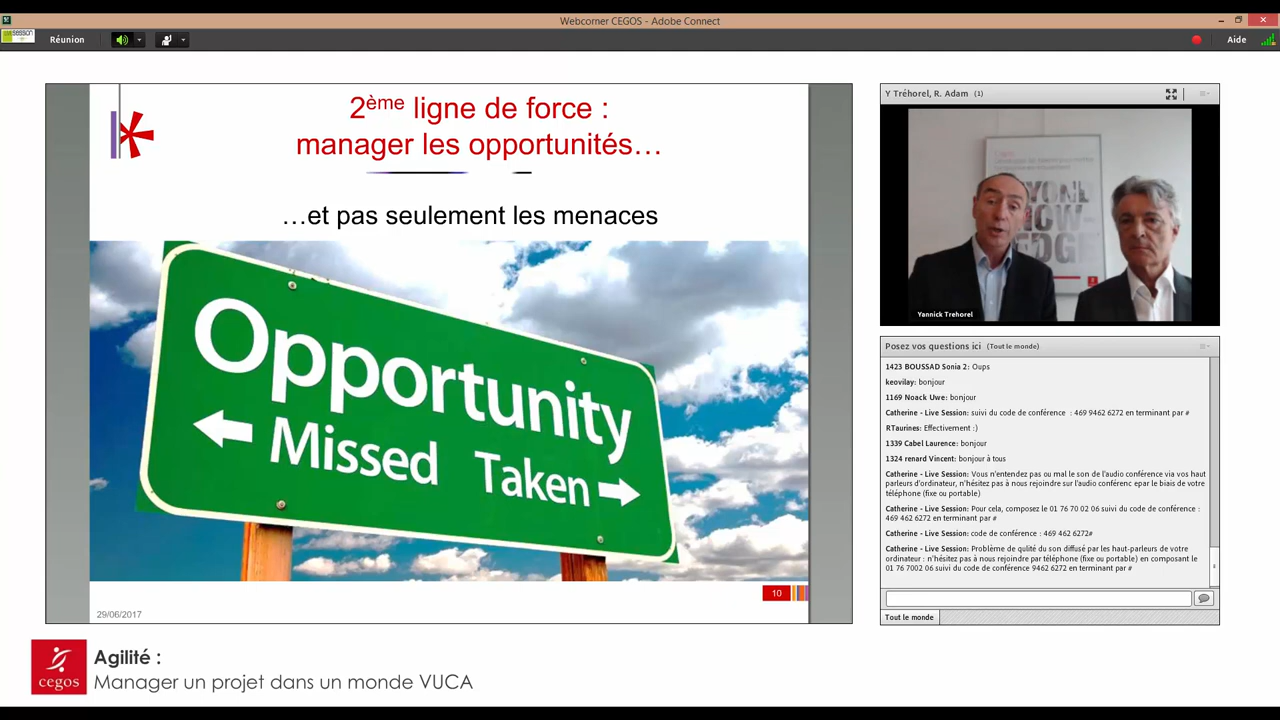 Webcorner CEGOS - Adobe Connect
Réunion
Aide
2ème ligne de force :
manager les opportunités…
…et pas seulement les menaces
Opportunity
Missed Taken
10
29/06/2017
cegos
Agilité :
Manager un projet dans un monde VUCA
Y Tréhorel, R. Adam (1)
Yannick Trehorel
Posez vos questions ici (Tout le monde)
1423 BOUSSAD Sonia 2: Oups
keovilay: bonjour
1169 Noack Uwe: bonjour
Catherine - Live Session: suivi du code de conférence : 469 9462 6272 en terminant par #
RTaurines: Effectivement :)
1339 Cabel Laurence: bonjour
1324 renard Vincent: bonjour à tous
Catherine - Live Session: Vous n'entendez pas ou mal le son de l'audio conférence via vos haut
parleurs d'ordinateur, n'hésitez pas à nous rejoindre sur l'audio conférenc epar le biais de votre
téléphone (fixe ou portable)
Catherine - Live Session: Pour cela, composez le 01 76 70 02 06 suivi du code de conférence :
469 462 6272 en terminant par #
Catherine - Live Session: code de conférence : 469 462 6272#
Catherine - Live Session: Problème de qulité du son diffusé par les haut-parleurs de votre
ordinateur : n'hésitez pas à nous rejoindre par téléphone (fixe ou portable) en composant le
01 76 7002 06 suivi du code de conférence 9462 6272 en terminant par #
Tout le monde